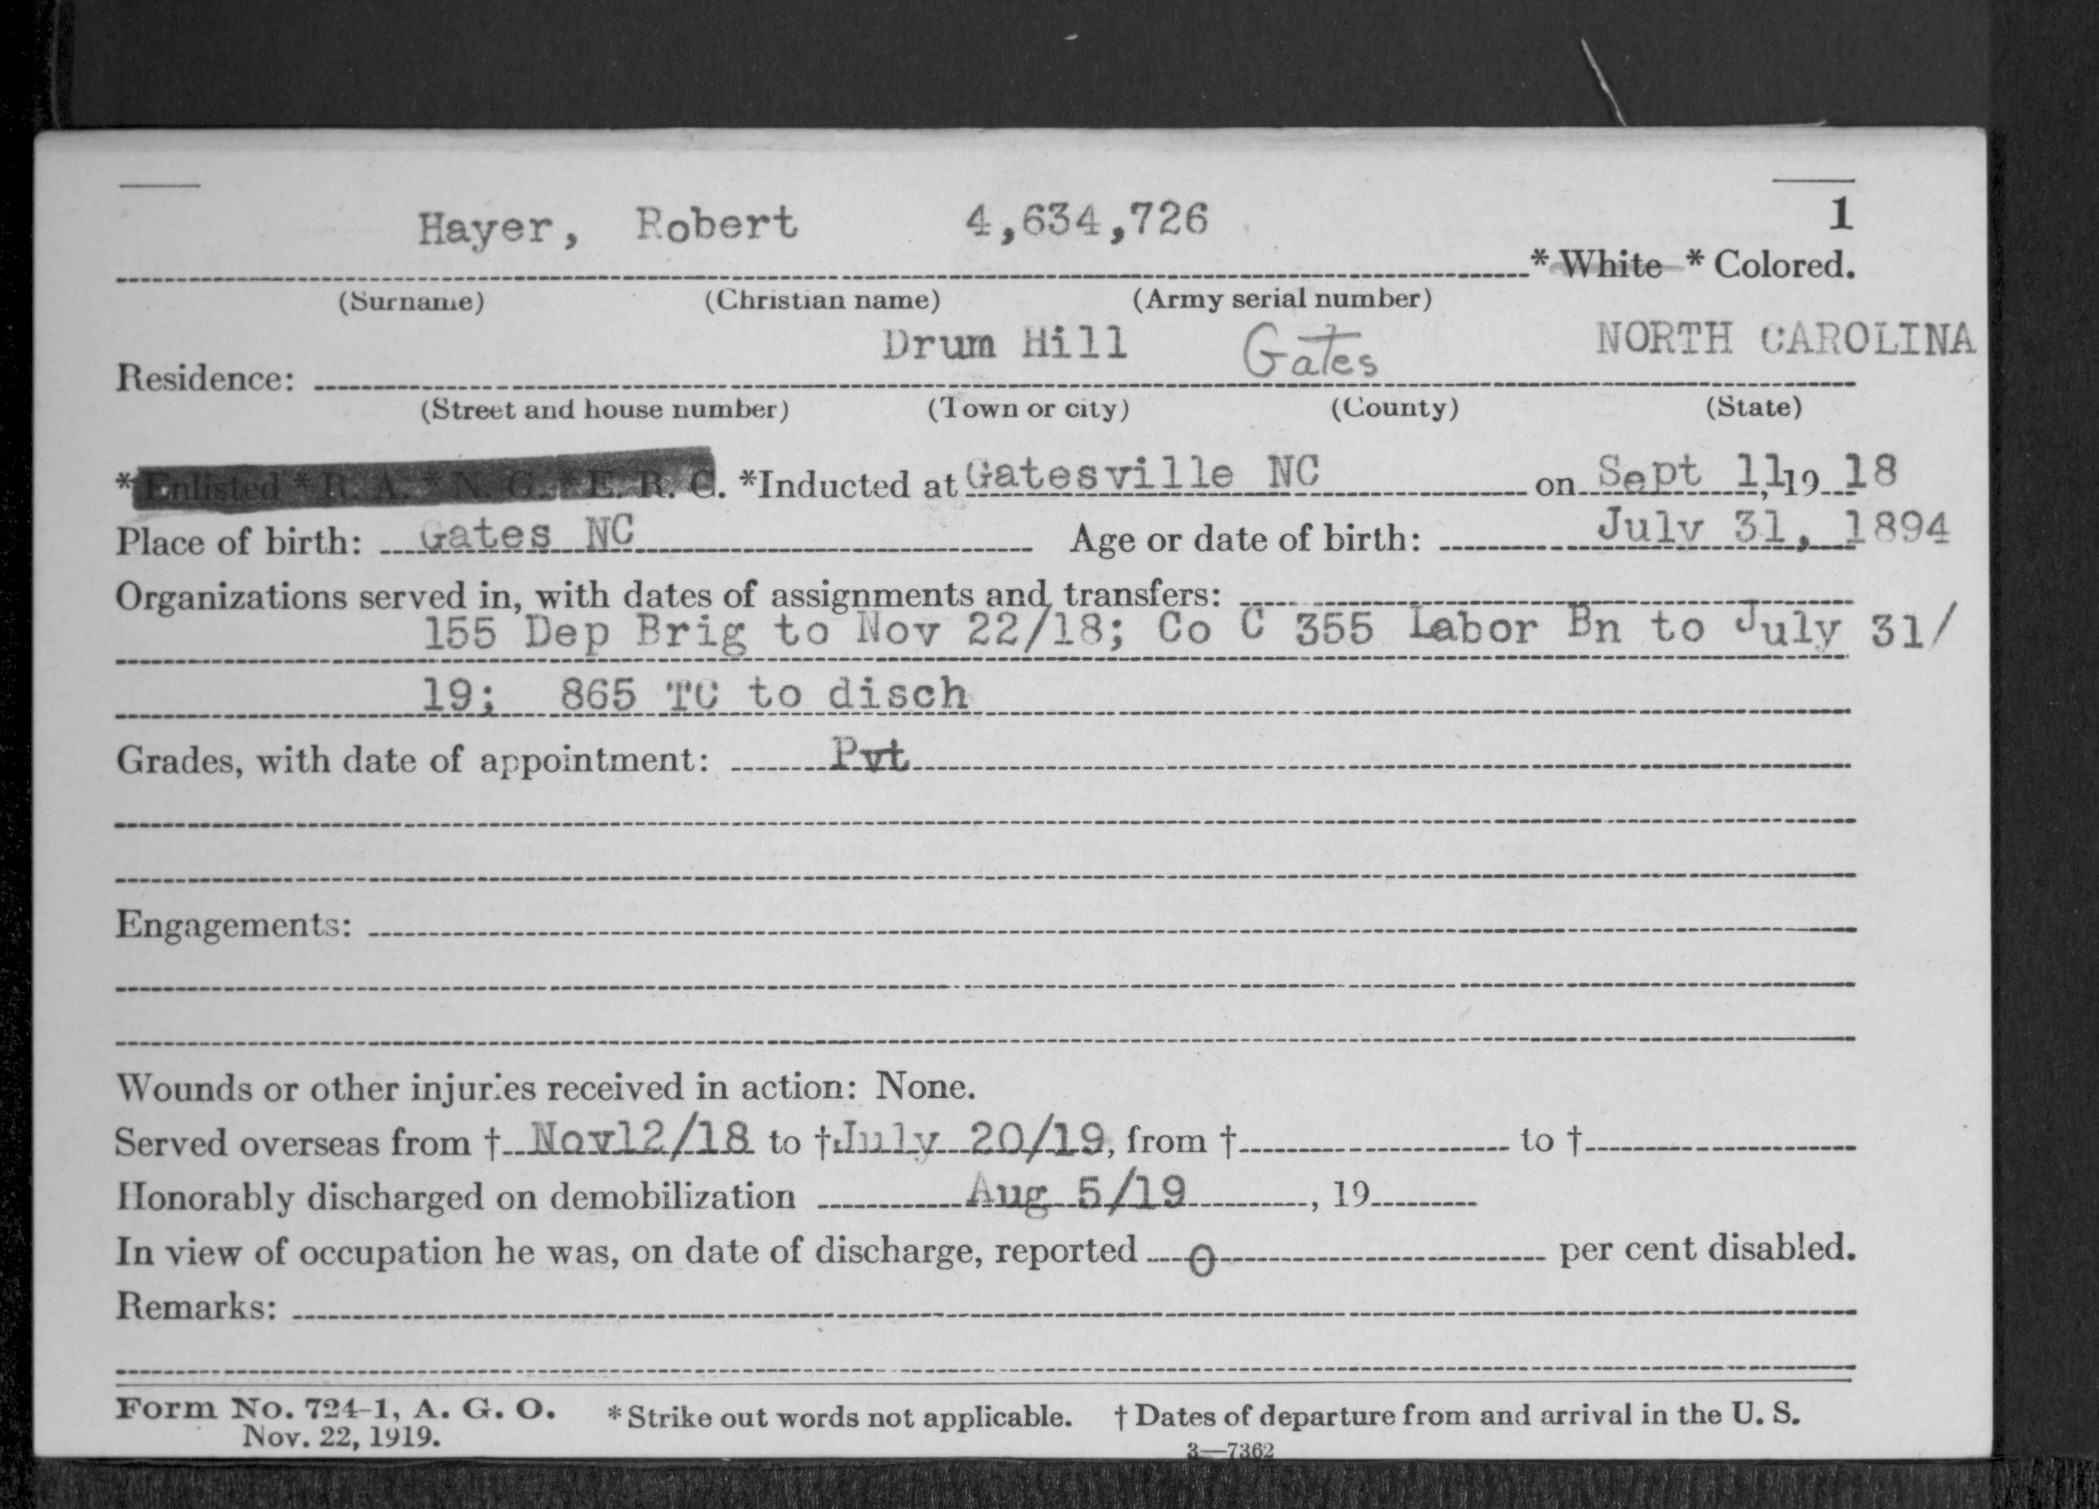 1
Hayer, Robert 4,634,726
* White * Colored.
(Surname) (Christian name) (Army serial number)
Drum Hill Gates NORTH CAROLINA
Residence:
(Street and house number) (Town or city) (County) (State)
*Enlisted *R. A. *N. G. *E. R. C. *Inducted at Gatesville NC on Sept 11, 19 18
Place of birth: Gates NC Age or date of birth: July 31, 1894
Organizations served in, with dates of assignments and transfers:
155 Dep Brig to Nov 22/18; Co C 355 Labor Bn to July 31/
19; 865 TC to disch
Grades, with date of appointment: Pvt
Engagements:
Wounds or other injuries received in action: None.
Served overseas from † Nov12/18 to † July 20/19, from † to †
Honorably discharged on demobilization Aug 5/19, 19
In view of occupation he was, on date of discharge, reported 0 per cent disabled.
Remarks:
Form No. 724-1, A. G. O. * Strike out words not applicable. † Dates of departure from and arrival in the U. S.
Nov. 22, 1919.
3—7362